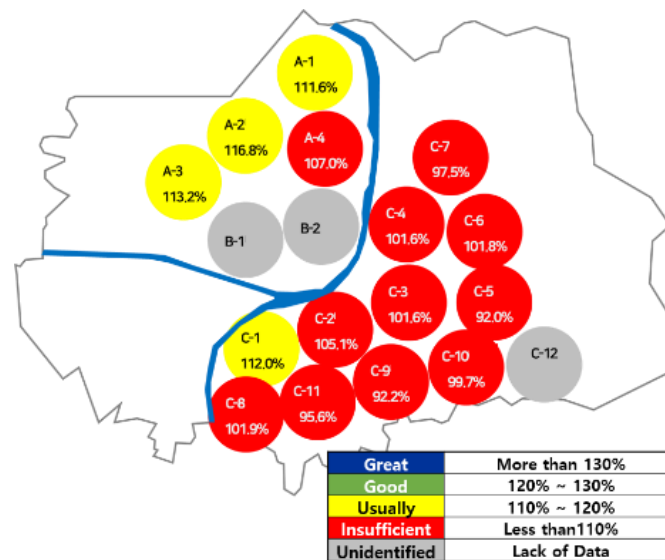 A-1
111.6%
A-2
116.8%
A-4
107.0%
A-3
113.2%
C-7
97.5%
B-1
B-2
C-4
101.6%
C-6
101.8%
C-3
101.6%
C-5
92.0%
C-1
112.0%
C-2
105.1%
C-12
C-10
99.7%
C-9
92.2%
C-11
95.6%
C-8
101.9%
Great More than 130%
Good 120% ~ 130%
Usually 110% ~ 120%
Insufficient Less than110%
Unidentified Lack of Data